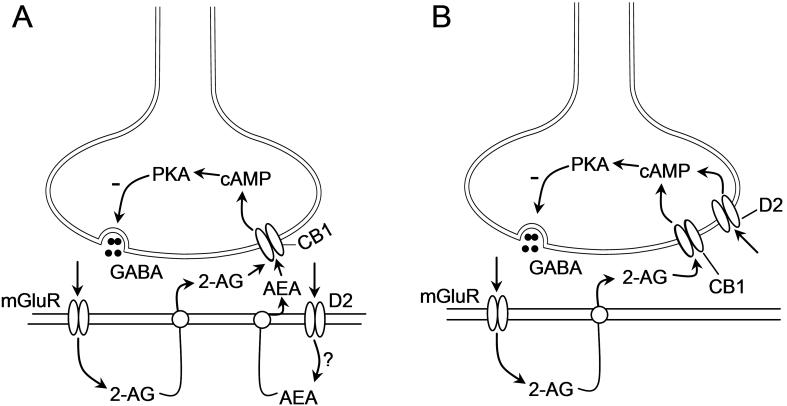 A
PKA
cAMP
-
CB1
GABA
2-AG
AEA
mGluR
D2
?
2-AG
AEA
B
PKA
cAMP
-
D2
GABA
2-AG
CB1
mGluR
2-AG